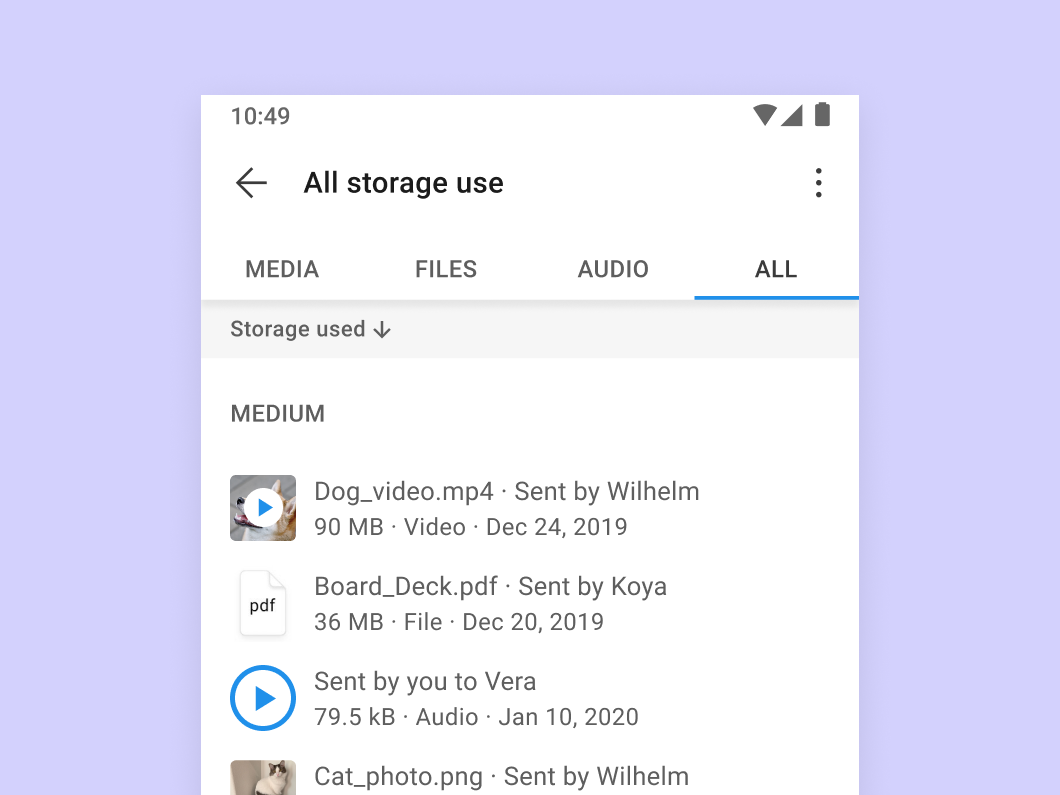 10:49
All storage use
MEDIA FILES AUDIO ALL
Storage used ↓
MEDIUM
Dog_video.mp4 · Sent by Wilhelm
90 MB · Video · Dec 24, 2019
pdf
Board_Deck.pdf · Sent by Koya
36 MB · File · Dec 20, 2019
Sent by you to Vera
79.5 kB · Audio · Jan 10, 2020
Cat_photo.png · Sent by Wilhelm